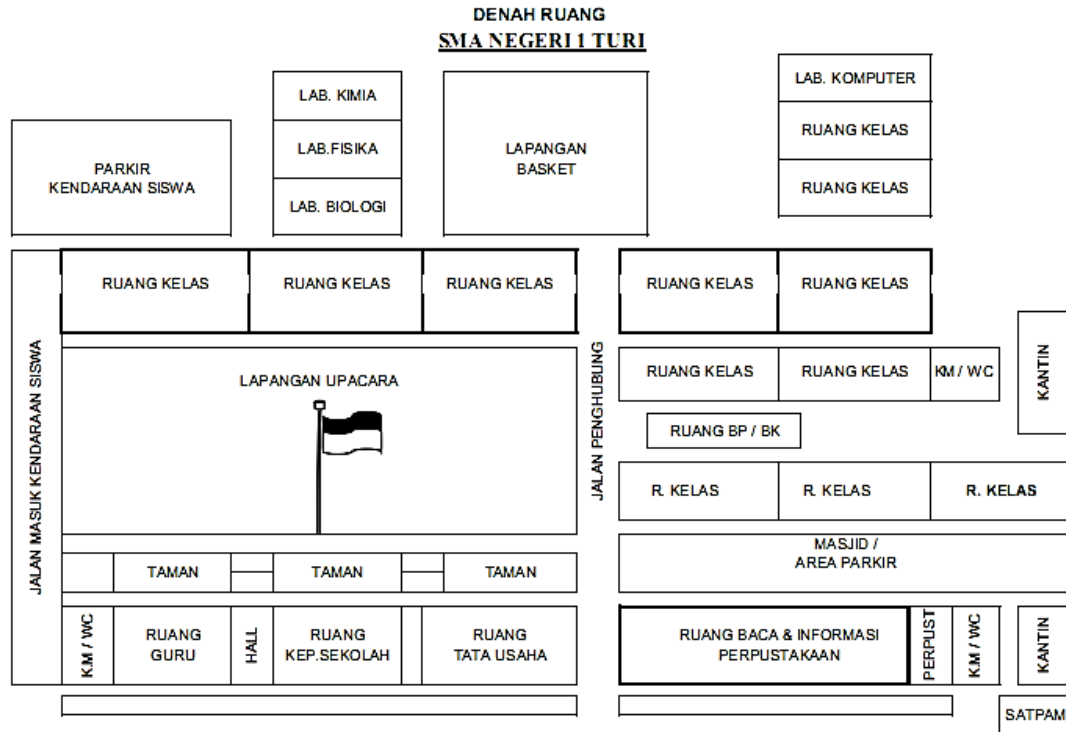 DENAH RUANG
SMA NEGERI 1 TURI
LAB. KIMIA
LAB. KOMPUTER
PARKIR
KENDARAAN SISWA
LAB.FISIKA
LAPANGAN
BASKET
RUANG KELAS
LAB. BIOLOGI
RUANG KELAS
RUANG KELAS
RUANG KELAS
RUANG KELAS
RUANG KELAS
RUANG KELAS
JALAN MASUK KENDARAAN SISWA
LAPANGAN UPACARA
JALAN PENGHUBUNG
RUANG KELAS
RUANG KELAS
KM / WC
KANTIN
RUANG BP / BK
R. KELAS
R. KELAS
R. KELAS
MASJID /
AREA PARKIR
TAMAN
TAMAN
TAMAN
KM / WC
RUANG
GURU
HALL
RUANG
KEP.SEKOLAH
RUANG
TATA USAHA
RUANG BACA & INFORMASI
PERPUSTAKAAN
PERPUST
KM / WC
KANTIN
SATPAM